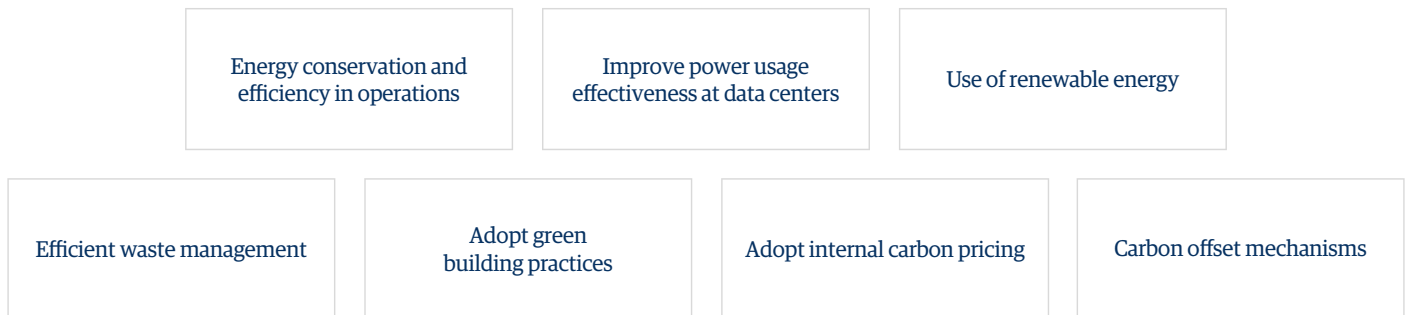 Energy conservation and
efficiency in operations
Improve power usage
effectiveness at data centers
Use of renewable energy
Efficient waste management
Adopt green
building practices
Adopt internal carbon pricing
Carbon offset mechanisms